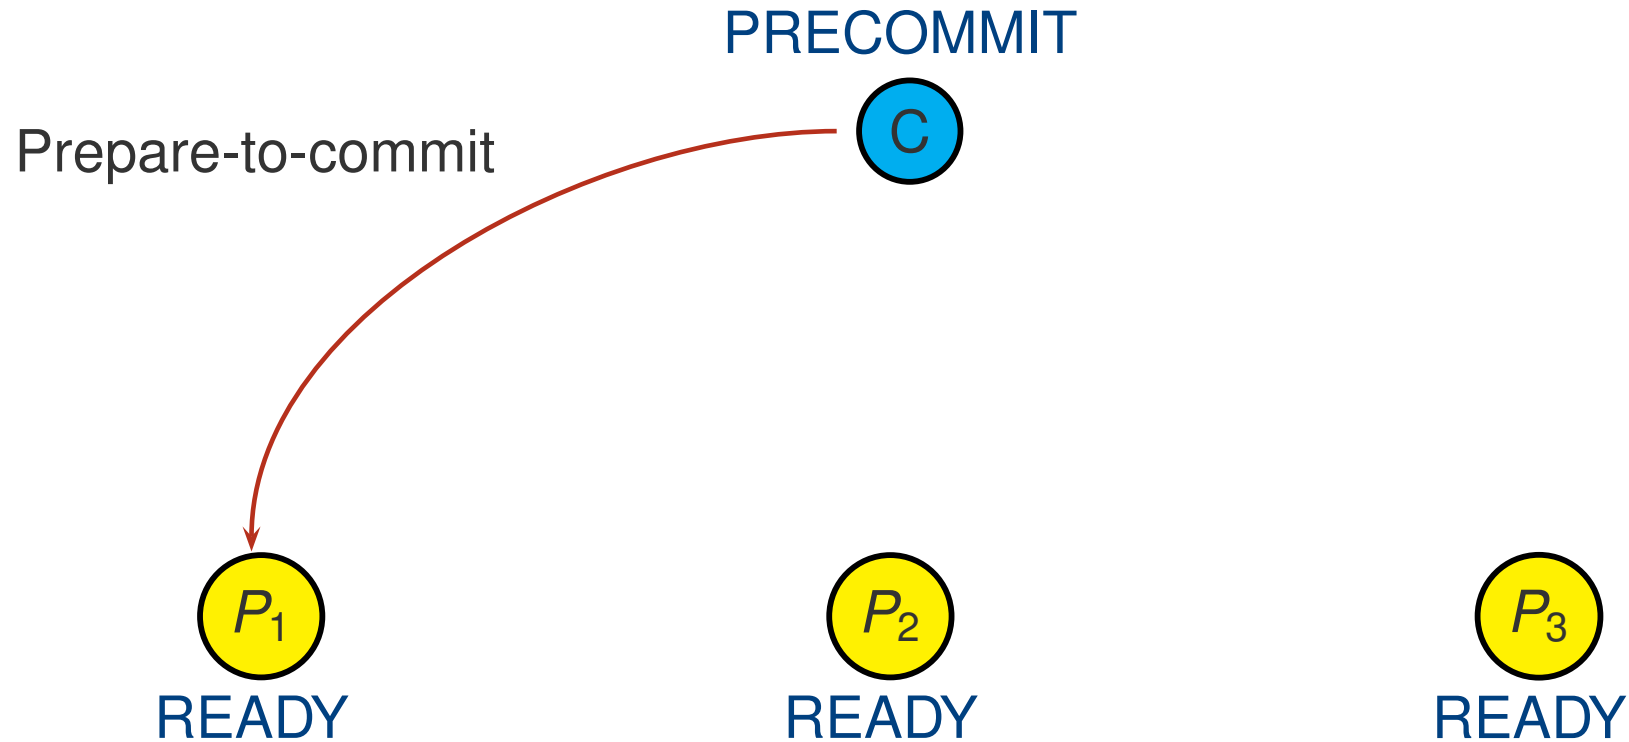 PRECOMMIT
C
Prepare-to-commit
P1
P2
P3
READY
READY
READY